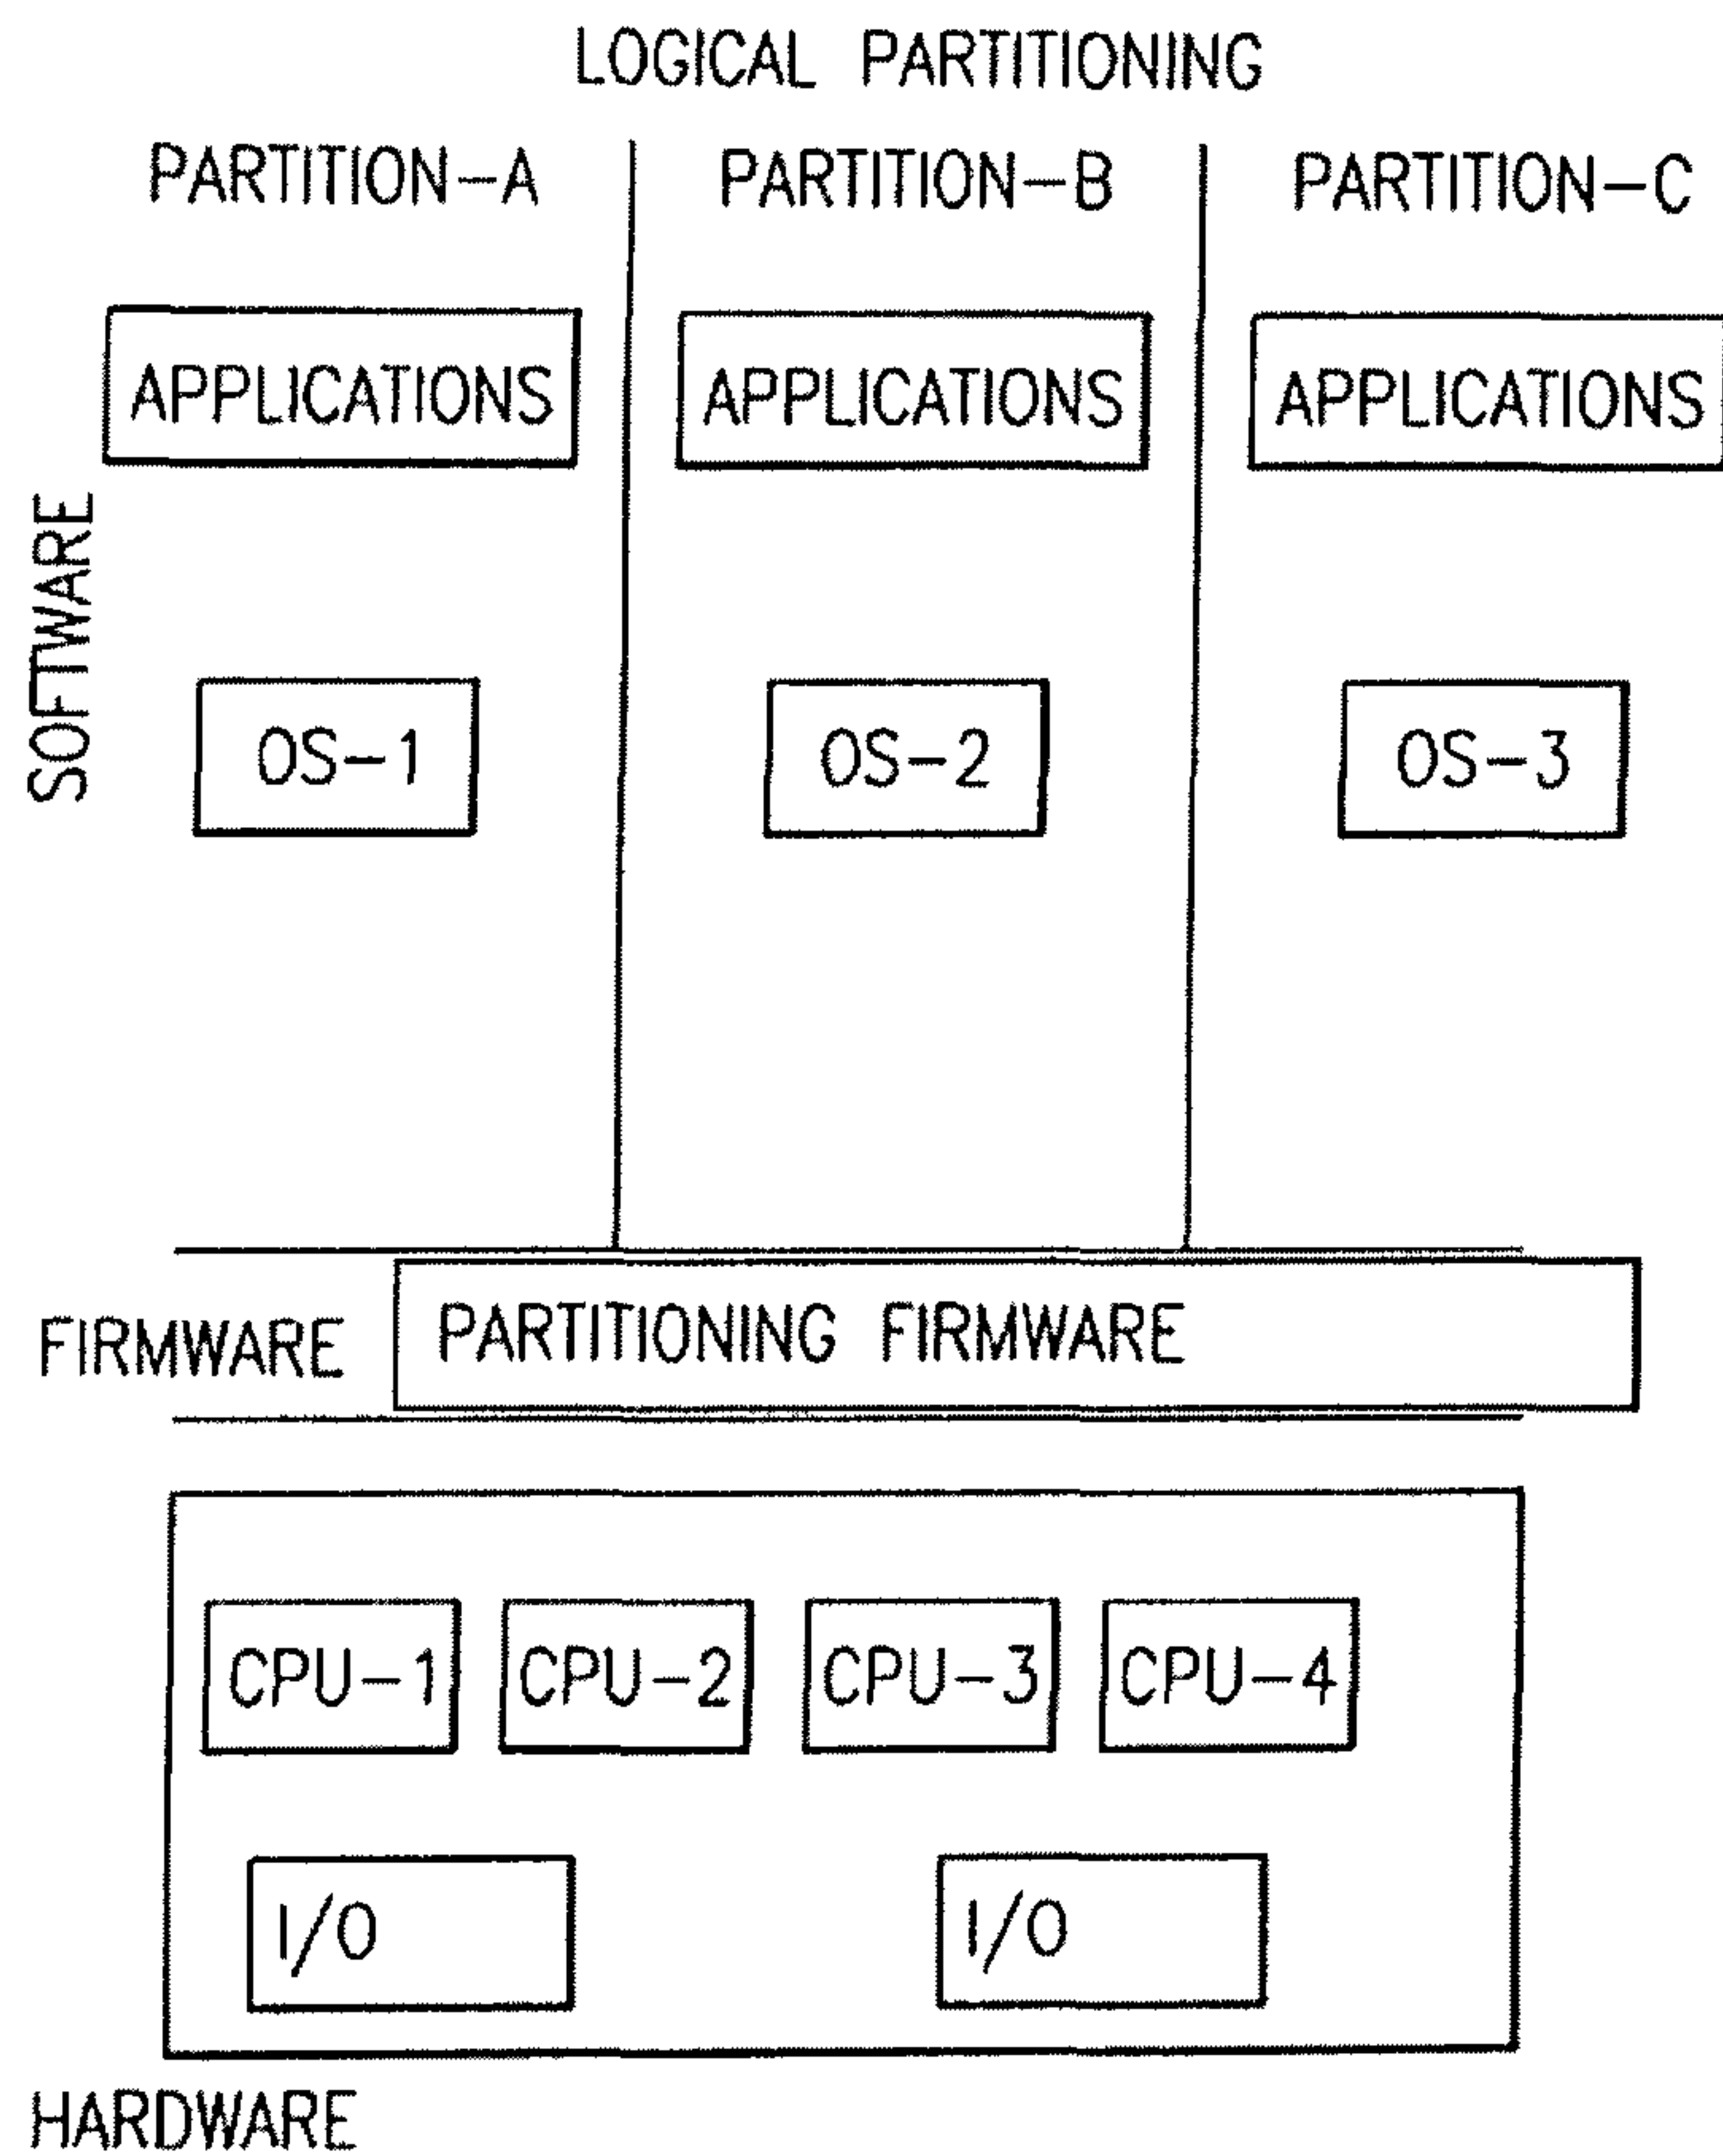 LOGICAL PARTITIONING
PARTITION-A PARTITION-B PARTITION-C
APPLICATIONS APPLICATIONS APPLICATIONS
SOFTWARE
OS-1 OS-2 OS-3
FIRMWARE PARTITIONING FIRMWARE
CPU-1 CPU-2 CPU-3 CPU-4
I/O I/O
HARDWARE